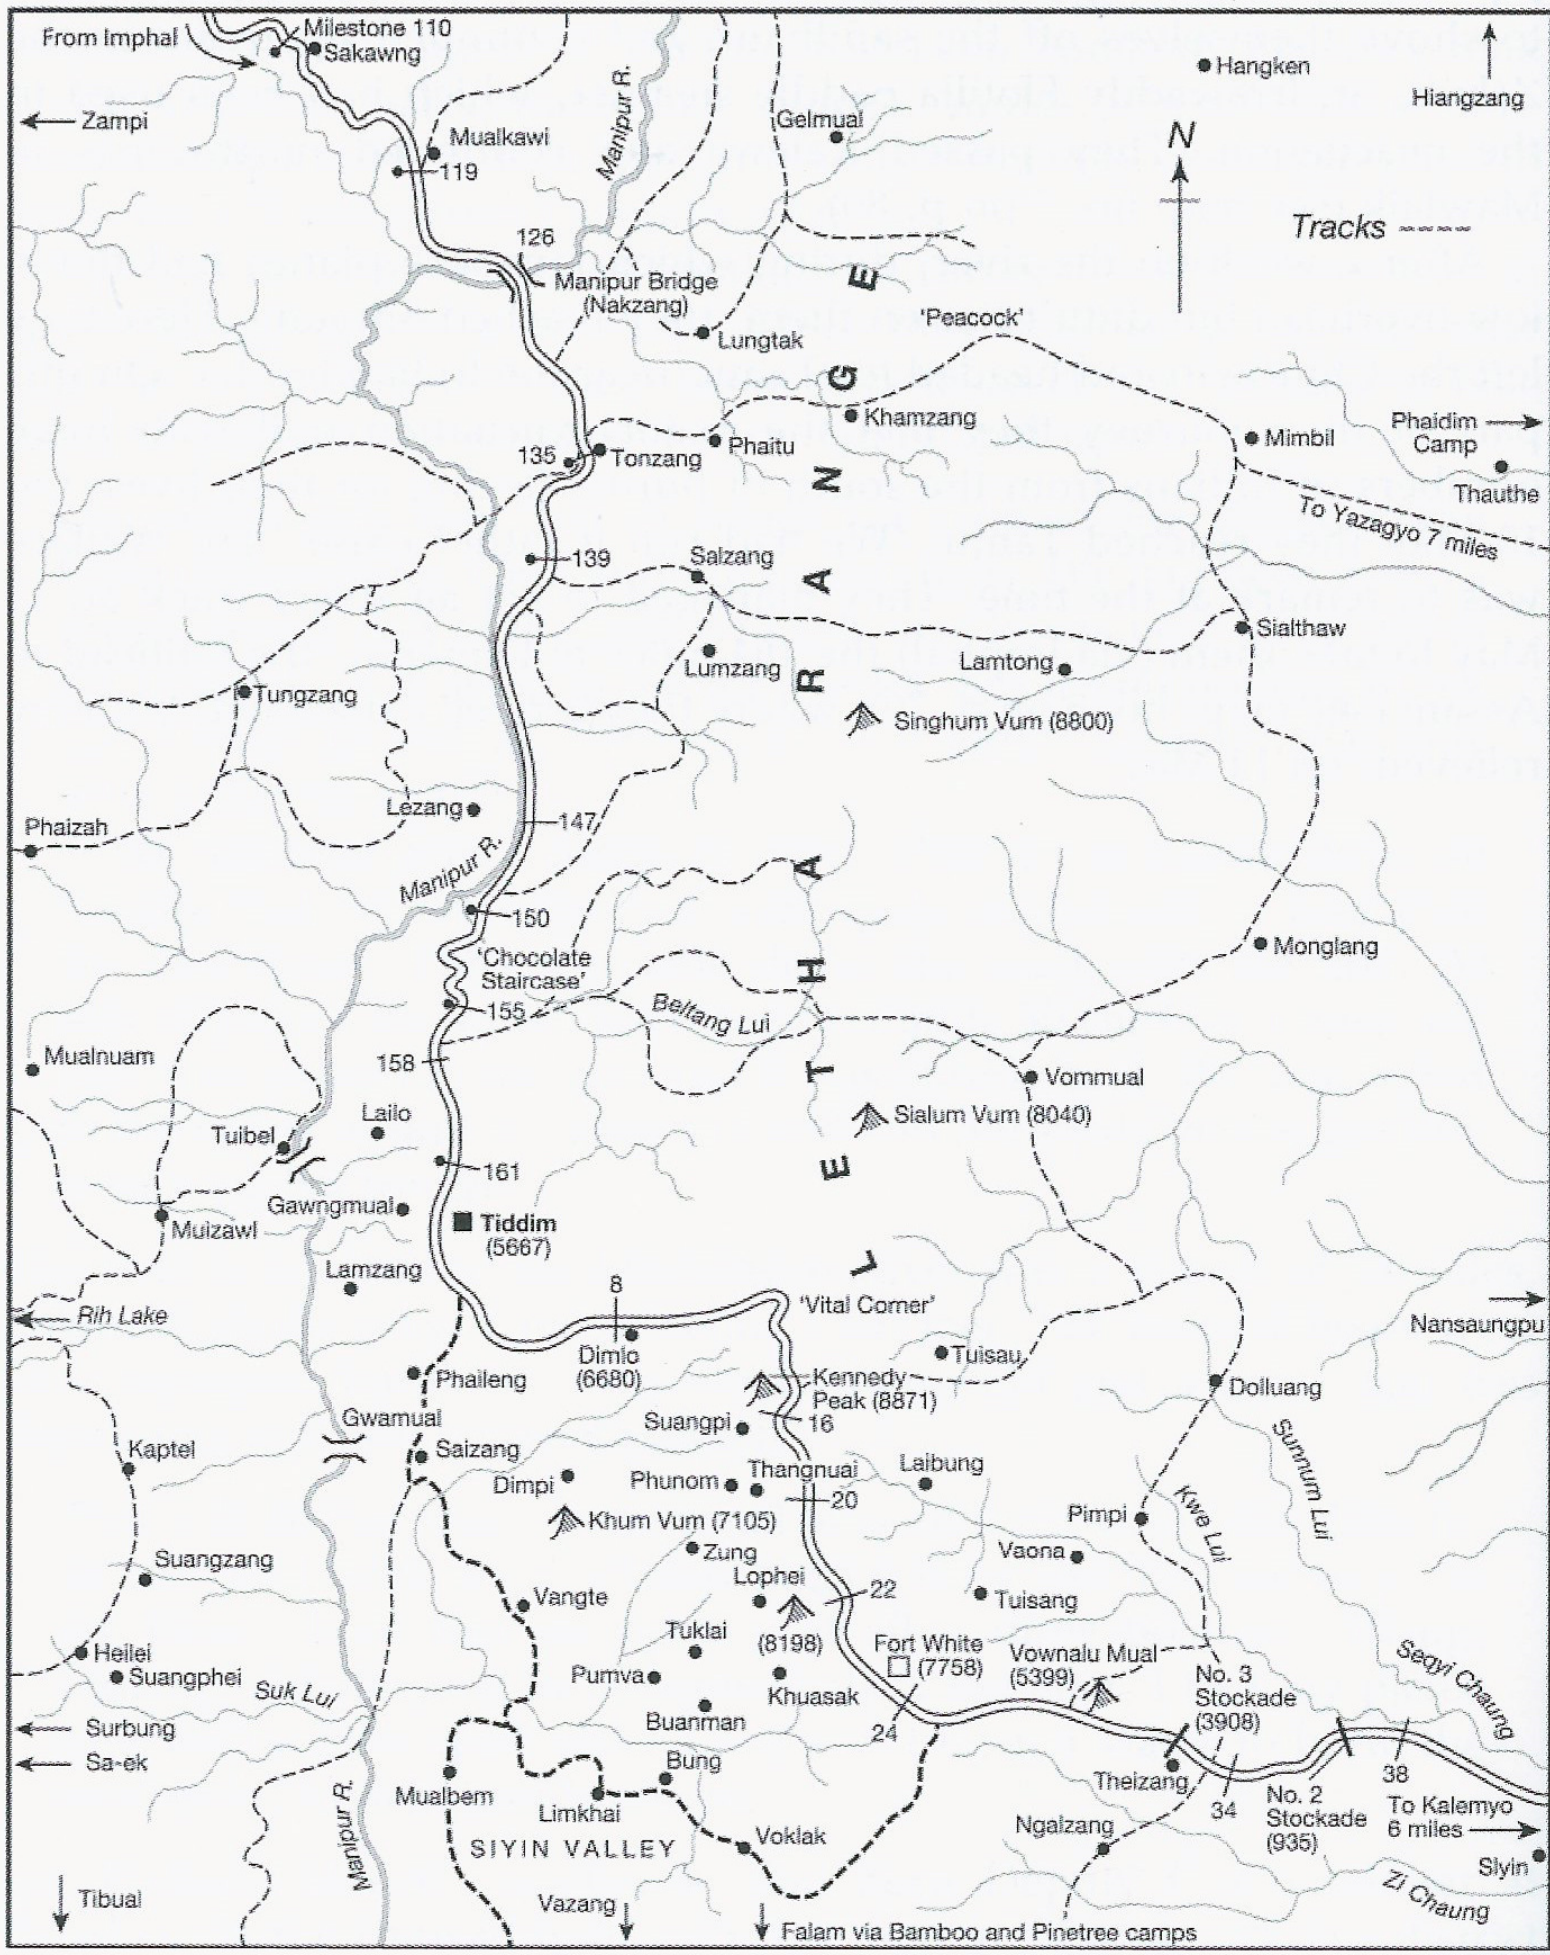 From Imphal
Milestone 110
Sakawng
Hangken
Hiangzang
Zampi
Mualkawi
119
Manipur R.
Gelmual
N
Tracks
126
Manipur Bridge
(Nakzang)
Lungtak
'Peacock'
Khamzang
Phaidim
Camp
Mimbil
Thauthe
135
Tonzang
Phaitu
To Yazagyo 7 miles
139
Salzang
Sialthaw
Lumzang
Lamtong
Tungzang
Singhum Vum (8800)
LETHA RANGE
Lezang
147
Phaizah
Manipur R.
150
'Chocolate
Staircase'
Monglang
155
Beltang Lui
158
Mualnuam
Vommual
Lailo
Sialum Vum (8040)
Tuibel
161
Gawngmual
Muizawl
Tiddim
(5667)
Lamzang
8
'Vital Corner'
Rih Lake
Nansaungpu
Dimlo
(6680)
Tuisau
Phaileng
Kennedy
Peak (8871)
Dolluang
Gwamual
Suangpi
16
Kaptel
Saizang
Sunnum Lui
Dimpi
Phunom
Thangnuai
Laibung
20
Khum Vum (7105)
Pimpi
Kwe Lui
Zung
Vaona
Suangzang
Lophei
22
Vangte
Tuisang
Tuklai
(8198)
Fort White
(7758)
Vownalu Mual
(5399)
Heilei
Suangphei
Pumva
Khuasak
No. 3
Stockade
(3908)
Seqyi Chaung
Suk Lui
Buanman
24
Surbung
Sa-ek
Bung
Theizang
38
Mualbem
Limkhai
34
No. 2
Stockade
(935)
To Kalemyo
6 miles
Manipur R.
SIYIN VALLEY
Voklak
Ngalzang
Siyin
Zi Chaung
Tibual
Vazang
Falam via Bamboo and Pinetree camps